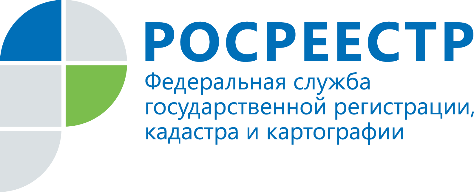 РОСРЕЕСТР
Федеральная служба
государственной регистрации,
кадастра и картографии